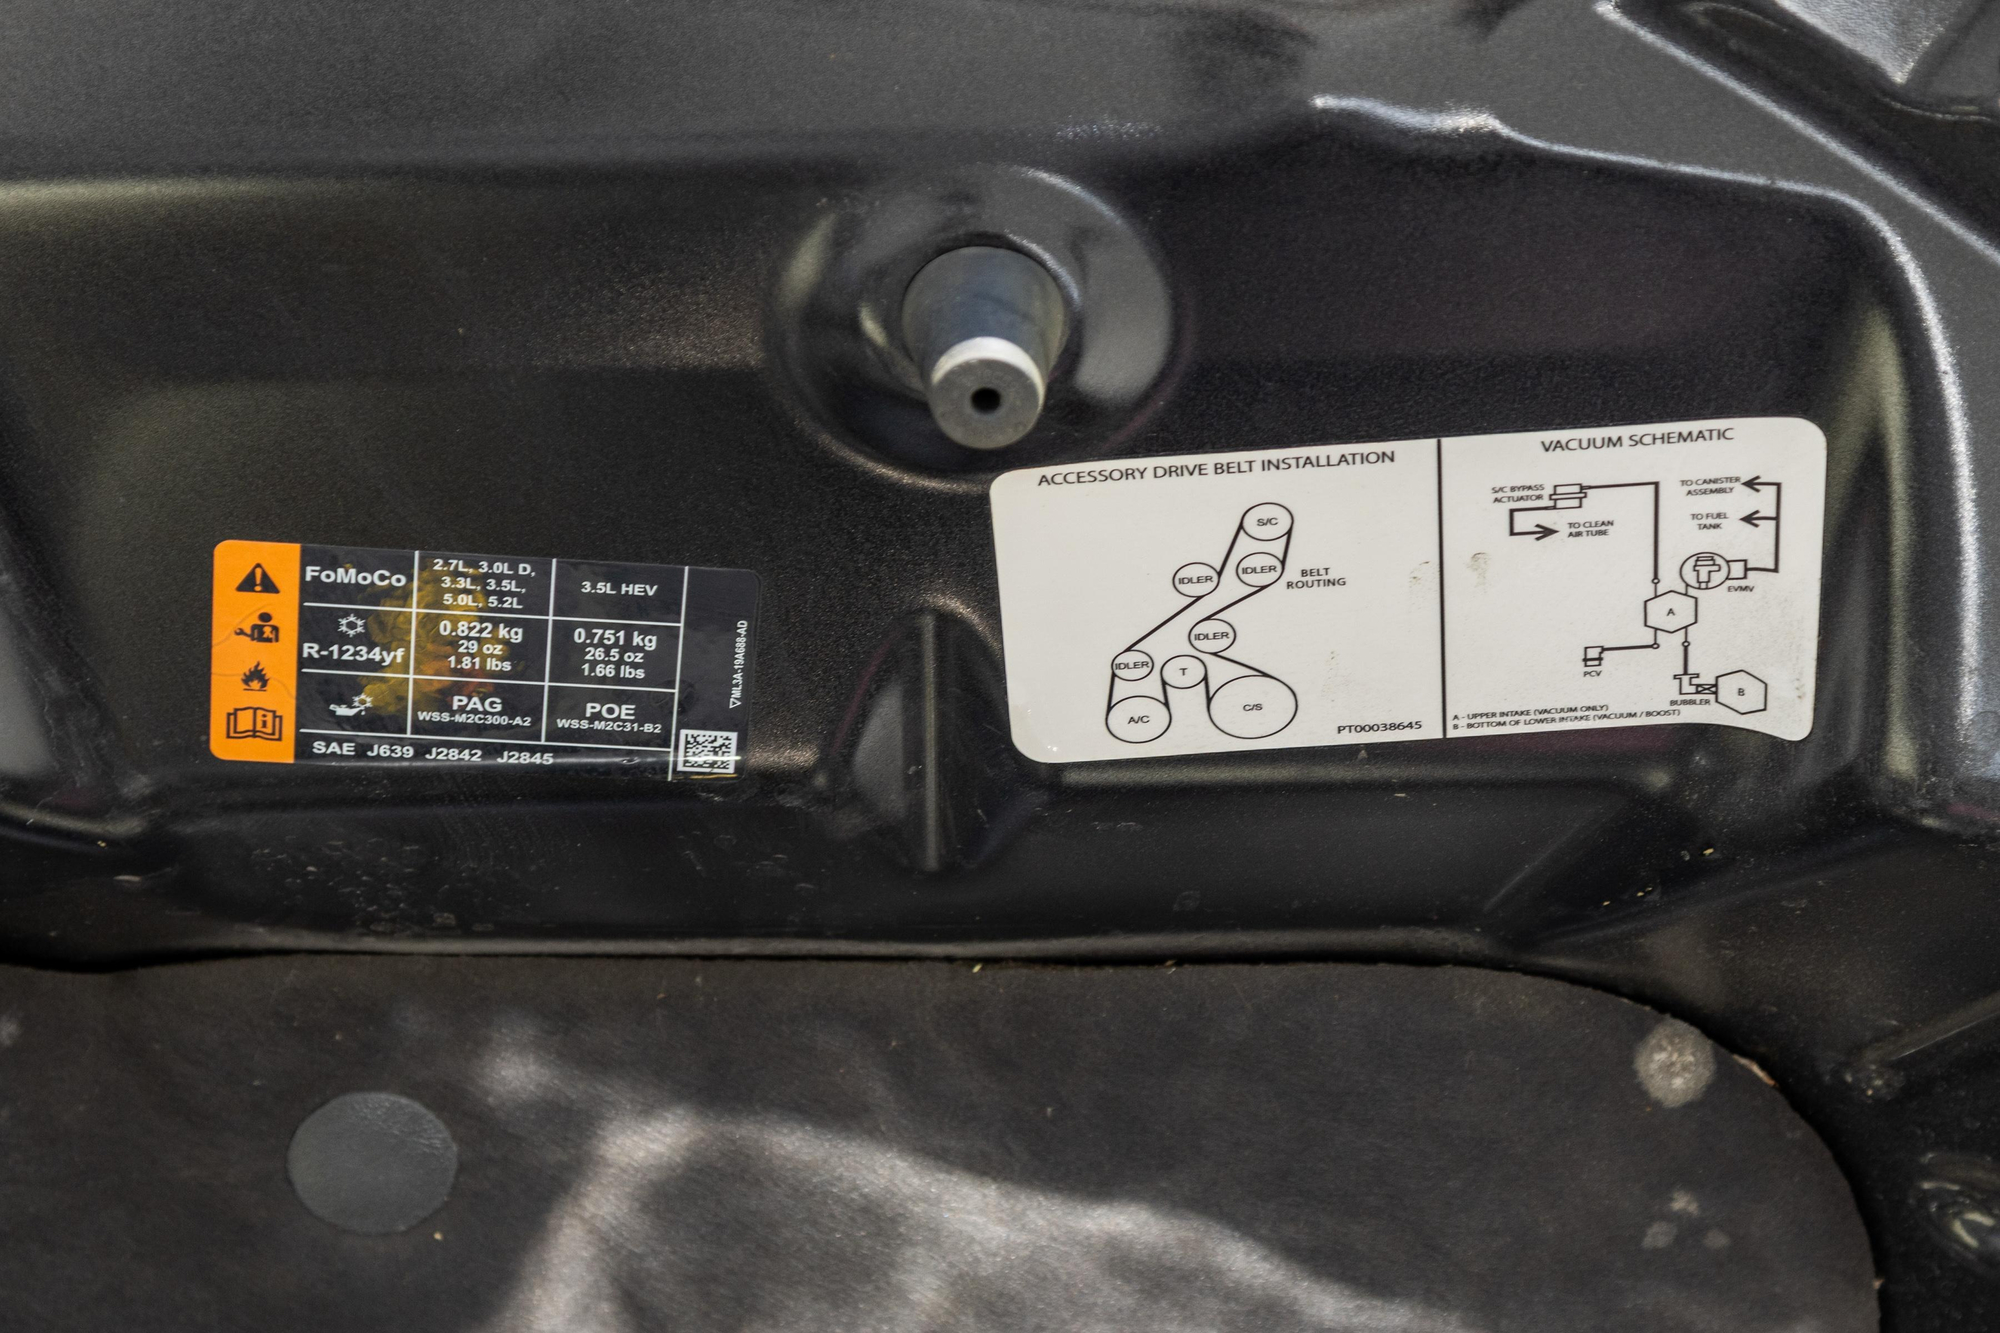 FoMoCo
2.7L, 3.0L D,
3.3L, 3.5L,
5.0L, 5.2L
3.5L HEV
R-1234yf
0.822 kg
29 oz
1.81 lbs
0.751 kg
26.5 oz
1.66 lbs
PAG
WSS-M2C300-A2
POE
WSS-M2C31-B2
SAE J639 J2842 J2845
ML3A-19A688-AD
ACCESSORY DRIVE BELT INSTALLATION
S/C
IDLER
IDLER
BELT
ROUTING
IDLER
IDLER
T
A/C
C/S
PT00038645
VACUUM SCHEMATIC
S/C BYPASS
ACTUATOR
TO CLEAN
AIR TUBE
TO CANISTER
ASSEMBLY
TO FUEL
TANK
EVMV
A
PCV
BUBBLER
B
A - UPPER INTAKE (VACUUM ONLY)
B - BOTTOM OF LOWER INTAKE (VACUUM / BOOST)